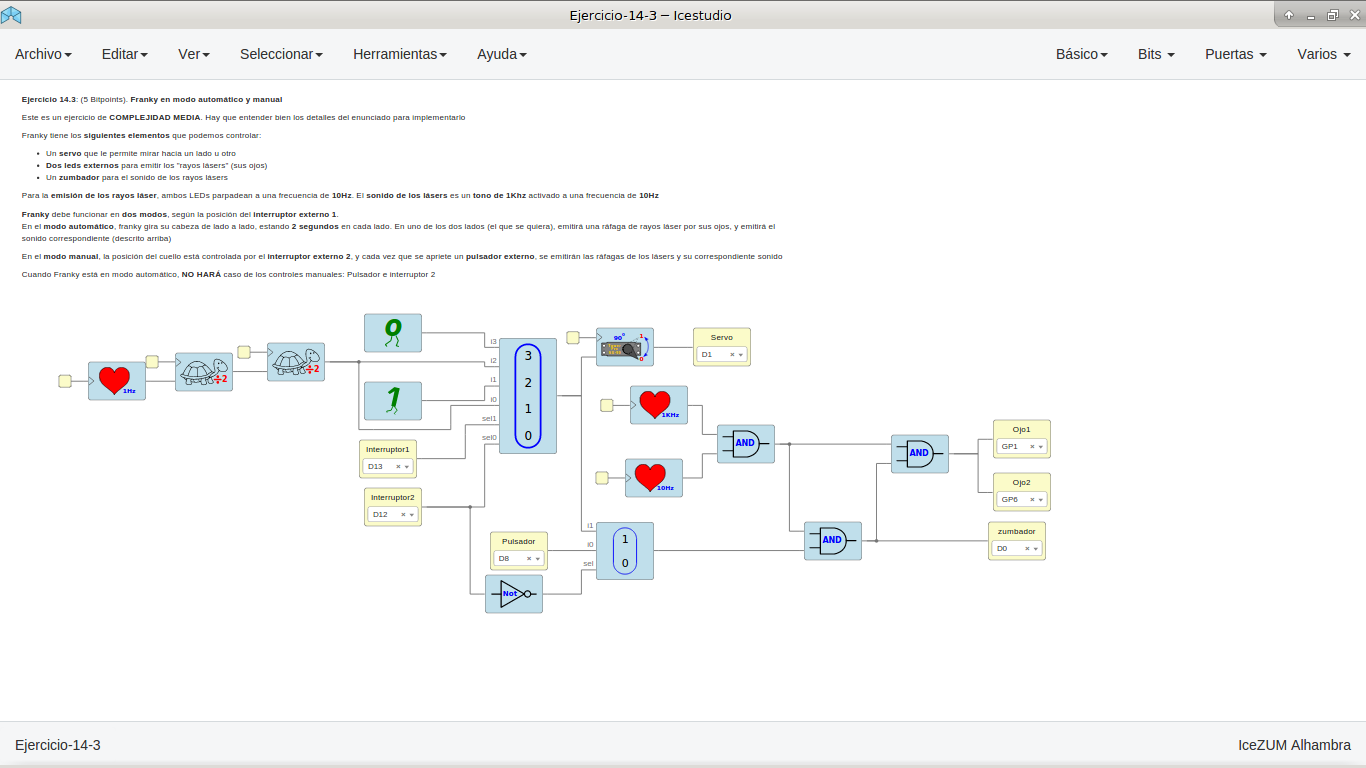 Ejercicio-14-3 – Icestudio
Archivo Editar Ver Seleccionar Herramientas Ayuda Básico Bits Puertas Varios
Ejercicio 14.3: (5 Bitpoints). Franky en modo automático y manual
Este es un ejercicio de COMPLEJIDAD MEDIA. Hay que entender bien los detalles del enunciado para implementarlo
Franky tiene los siguientes elementos que podemos controlar:
• Un servo que le permite mirar hacia un lado u otro
• Dos leds externos para emitir los "rayos lásers" (sus ojos)
• Un zumbador para el sonido de los rayos lásers
Para la emisión de los rayos láser, ambos LEDs parpadean a una frecuencia de 10Hz. El sonido de los lásers es un tono de 1Khz activado a una frecuencia de 10Hz
Franky debe funcionar en dos modos, según la posición del interruptor externo 1.
En el modo automático, franky gira su cabeza de lado a lado, estando 2 segundos en cada lado. En uno de los dos lados (el que se quiera), emitirá una ráfaga de rayos láser por sus ojos, y emitirá el
sonido correspondiente (descrito arriba)
En el modo manual, la posición del cuello está controlada por el interruptor externo 2, y cada vez que se apriete un pulsador externo, se emitirán las ráfagas de los lásers y su correspondiente sonido
Cuando Franky está en modo automático, NO HARÁ caso de los controles manuales: Pulsador e interruptor 2
1Hz
÷2
÷2
0
1
i3
i2
i1
i0
sel1
sel0
3
2
1
0
Interruptor1
D13
Interruptor2
D12
90º
1
0
Servo
D1
1KHz
10Hz
AND
AND
AND
Ojo1
GP1
Ojo2
GP6
zumbador
D0
Pulsador
D8
Not
i1
i0
sel
1
0
Ejercicio-14-3
IceZUM Alhambra